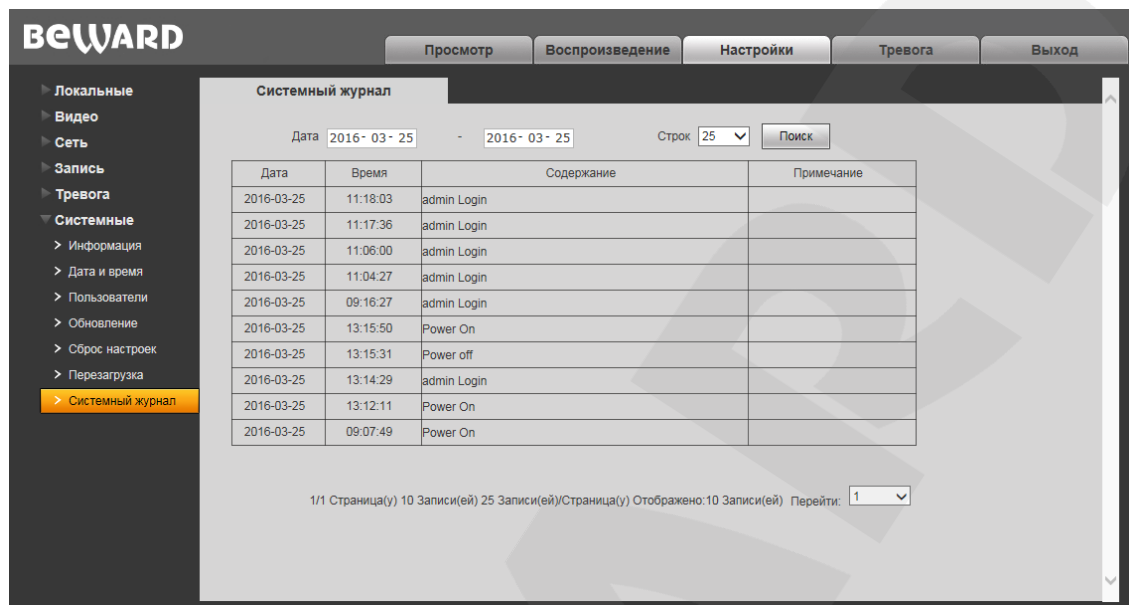 BEWARD
Просмотр Воспроизведение Настройки Тревога Выход
Локальные
Видео
Сеть
Запись
Тревога
Системные
> Информация
> Дата и время
> Пользователи
> Обновление
> Сброс настроек
> Перезагрузка
> Системный журнал
Системный журнал
Дата 2016- 03- 25 - 2016- 03- 25 Строк 25 Поиск
Дата Время Содержание Примечание
2016-03-25 11:18:03 admin Login
2016-03-25 11:17:36 admin Login
2016-03-25 11:06:00 admin Login
2016-03-25 11:04:27 admin Login
2016-03-25 09:16:27 admin Login
2016-03-25 13:15:50 Power On
2016-03-25 13:15:31 Power off
2016-03-25 13:14:29 admin Login
2016-03-25 13:12:11 Power On
2016-03-25 09:07:49 Power On
1/1 Страница(у) 10 Записи(ей) 25 Записи(ей)/Страница(у) Отображено:10 Записи(ей) Перейти: 1